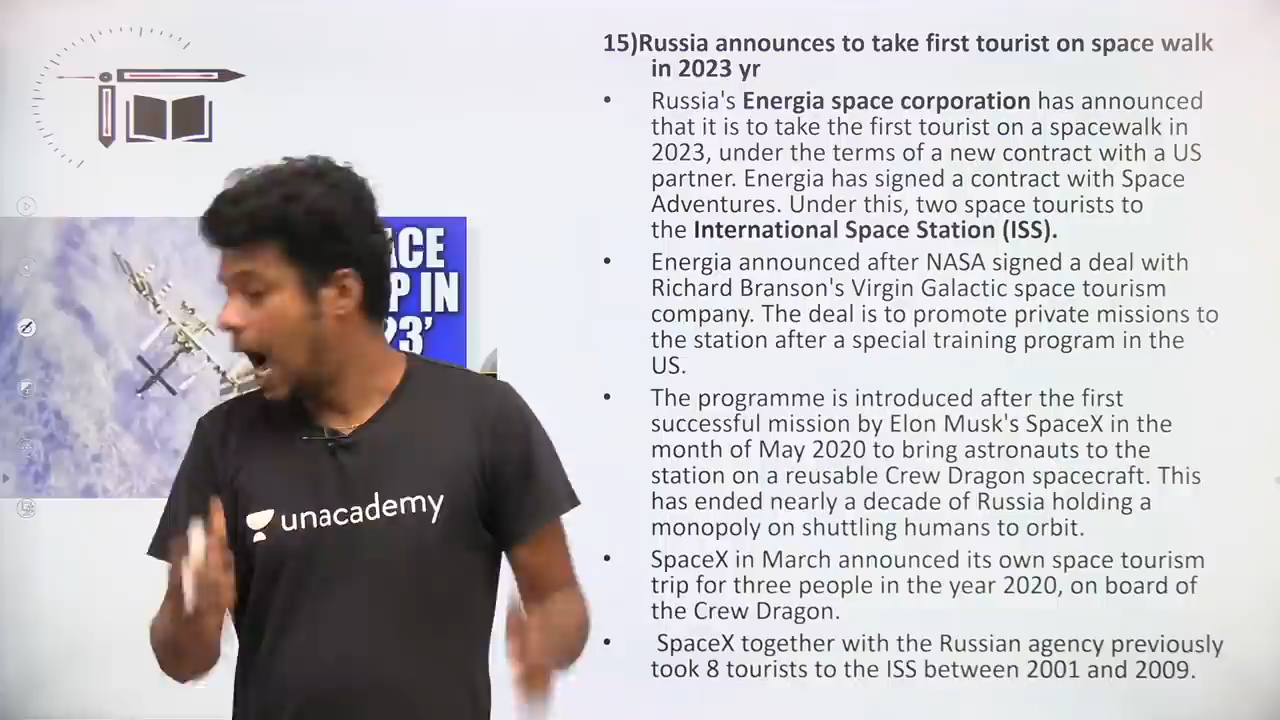 15)Russia announces to take first tourist on space walk
in 2023 yr
• Russia's Energia space corporation has announced
that it is to take the first tourist on a spacewalk in
2023, under the terms of a new contract with a US
partner. Energia has signed a contract with Space
Adventures. Under this, two space tourists to
the International Space Station (ISS).
• Energia announced after NASA signed a deal with
Richard Branson's Virgin Galactic space tourism
company. The deal is to promote private missions to
the station after a special training program in the
US.
• The programme is introduced after the first
successful mission by Elon Musk's SpaceX in the
month of May 2020 to bring astronauts to the
station on a reusable Crew Dragon spacecraft. This
has ended nearly a decade of Russia holding a
monopoly on shuttling humans to orbit.
• SpaceX in March announced its own space tourism
trip for three people in the year 2020, on board of
the Crew Dragon.
• SpaceX together with the Russian agency previously
took 8 tourists to the ISS between 2001 and 2009.
ACE
P IN
23'
unacademy